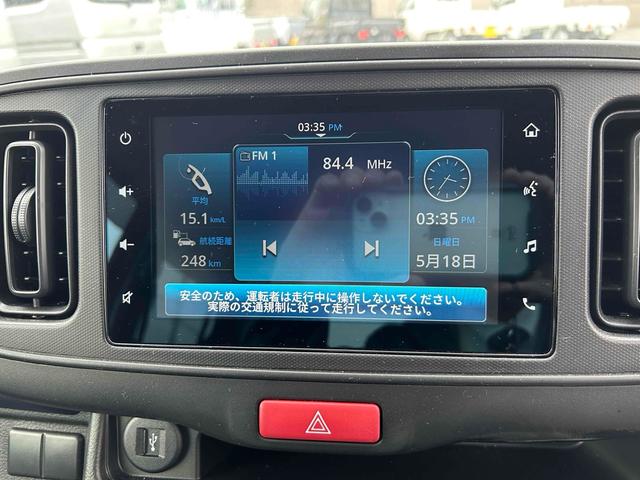 03:35 PM
FM 1
84.4 MHz
平均
15.1 km/L
航続距離
248 km
03:35 PM
日曜日
5月18日
安全のため、運転者は走行中に操作しないでください。
実際の交通規制に従って走行してください。